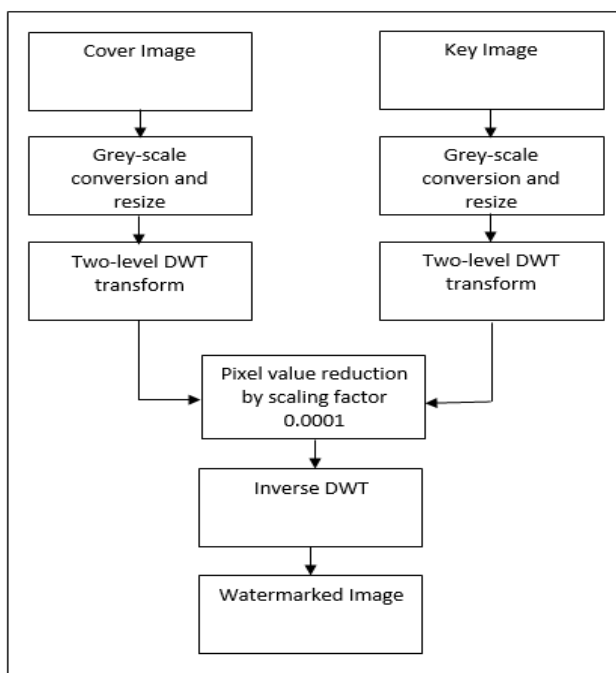 Cover Image
Key Image
Grey-scale
conversion and
resize
Grey-scale
conversion and
resize
Two-level DWT
transform
Two-level DWT
transform
Pixel value reduction
by scaling factor
0.0001
Inverse DWT
Watermarked Image